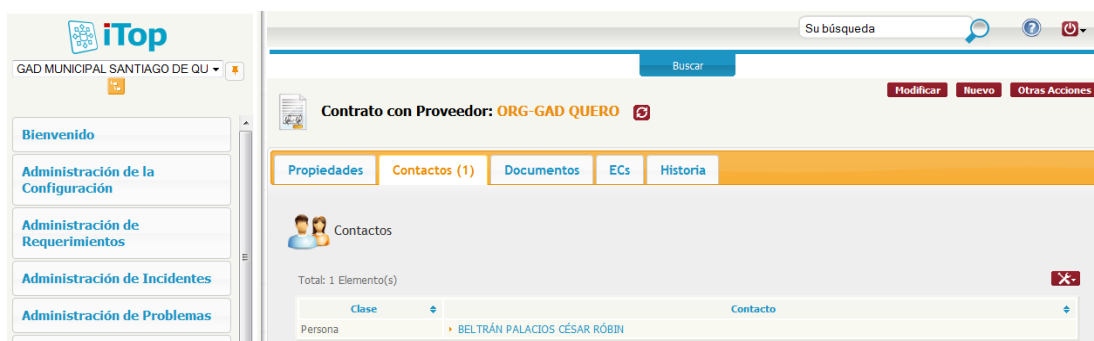 iTop
Su búsqueda
GAD MUNICIPAL SANTIAGO DE QU
Buscar
Modificar Nuevo Otras Acciones
Contrato con Proveedor: ORG-GAD QUERO
Bienvenido
Administración de la
Configuración
Administración de
Requerimientos
Administración de Incidentes
Administración de Problemas
Propiedades Contactos (1) Documentos ECs Historia
Contactos
Total: 1 Elemento(s)
Clase Contacto
Persona BELTRÁN PALACIOS CÉSAR RÓBIN